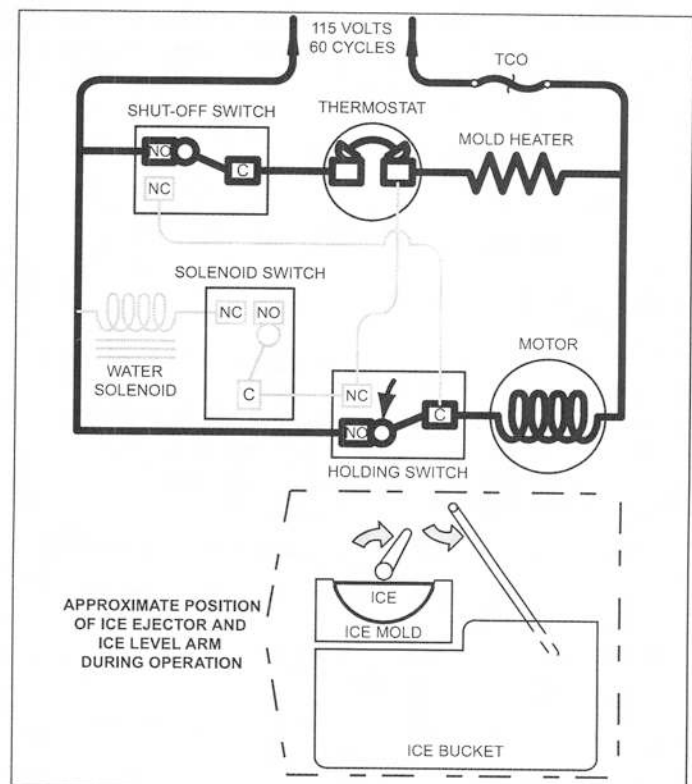 115 VOLTS
60 CYCLES
TCO
SHUT-OFF SWITCH
THERMOSTAT
MOLD HEATER
C
NC
SOLENOID SWITCH
NC NO
C
WATER
SOLENOID
MOTOR
NC
C
HOLDING SWITCH
APPROXIMATE POSITION
OF ICE EJECTOR AND
ICE LEVEL ARM
DURING OPERATION
ICE
ICE MOLD
ICE BUCKET